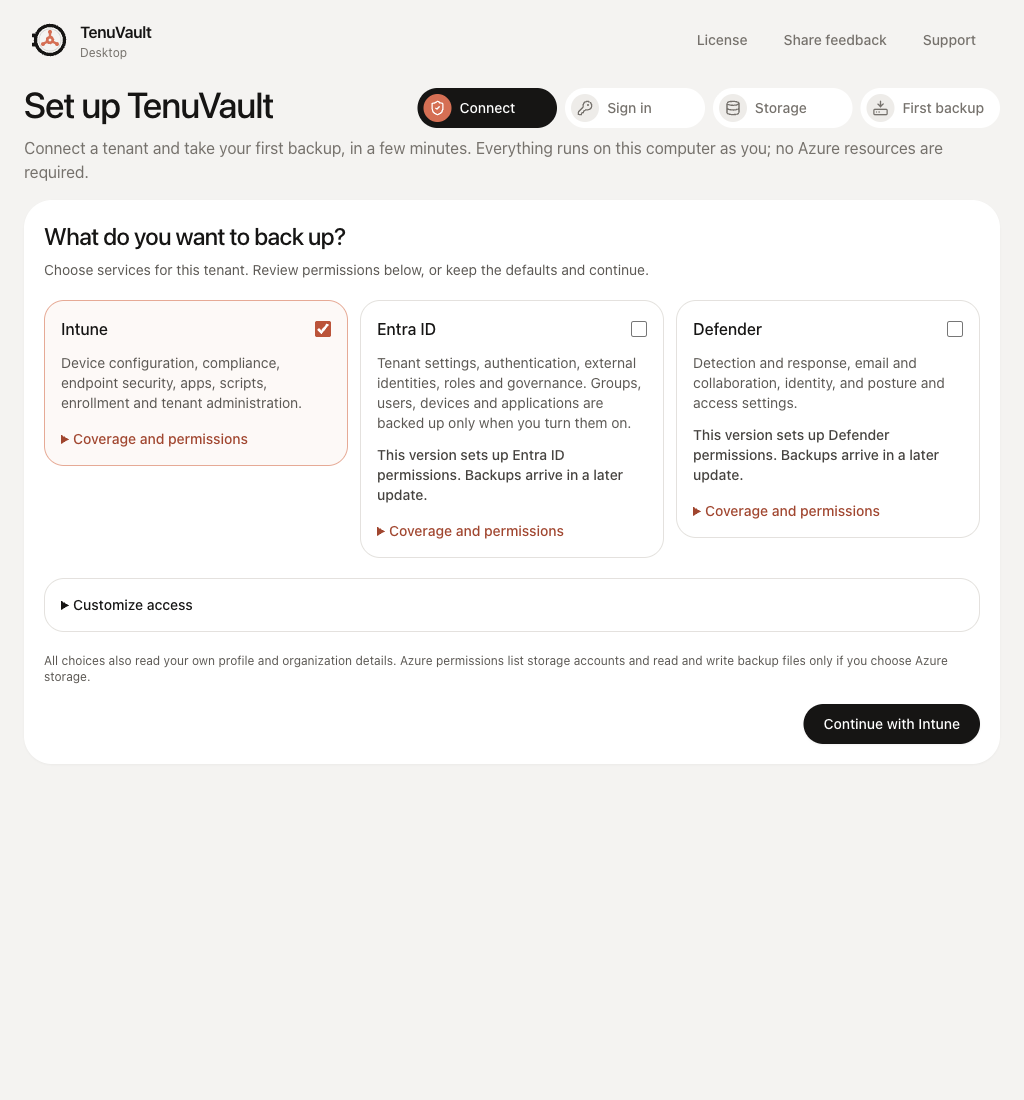 TenuVault
Desktop
License
Share feedback
Support
Set up TenuVault
Connect
Sign in
Storage
First backup
Connect a tenant and take your first backup, in a few minutes. Everything runs on this computer as you; no Azure resources are
required.
What do you want to back up?
Choose services for this tenant. Review permissions below, or keep the defaults and continue.
Intune
Device configuration, compliance,
endpoint security, apps, scripts,
enrollment and tenant administration.
Coverage and permissions
Entra ID
Tenant settings, authentication, external
identities, roles and governance. Groups,
users, devices and applications are
backed up only when you turn them on.
This version sets up Entra ID
permissions. Backups arrive in a later
update.
Coverage and permissions
Defender
Detection and response, email and
collaboration, identity, and posture and
access settings.
This version sets up Defender
permissions. Backups arrive in a later
update.
Coverage and permissions
Customize access
All choices also read your own profile and organization details. Azure permissions list storage accounts and read and write backup files only if you choose Azure
storage.
Continue with Intune